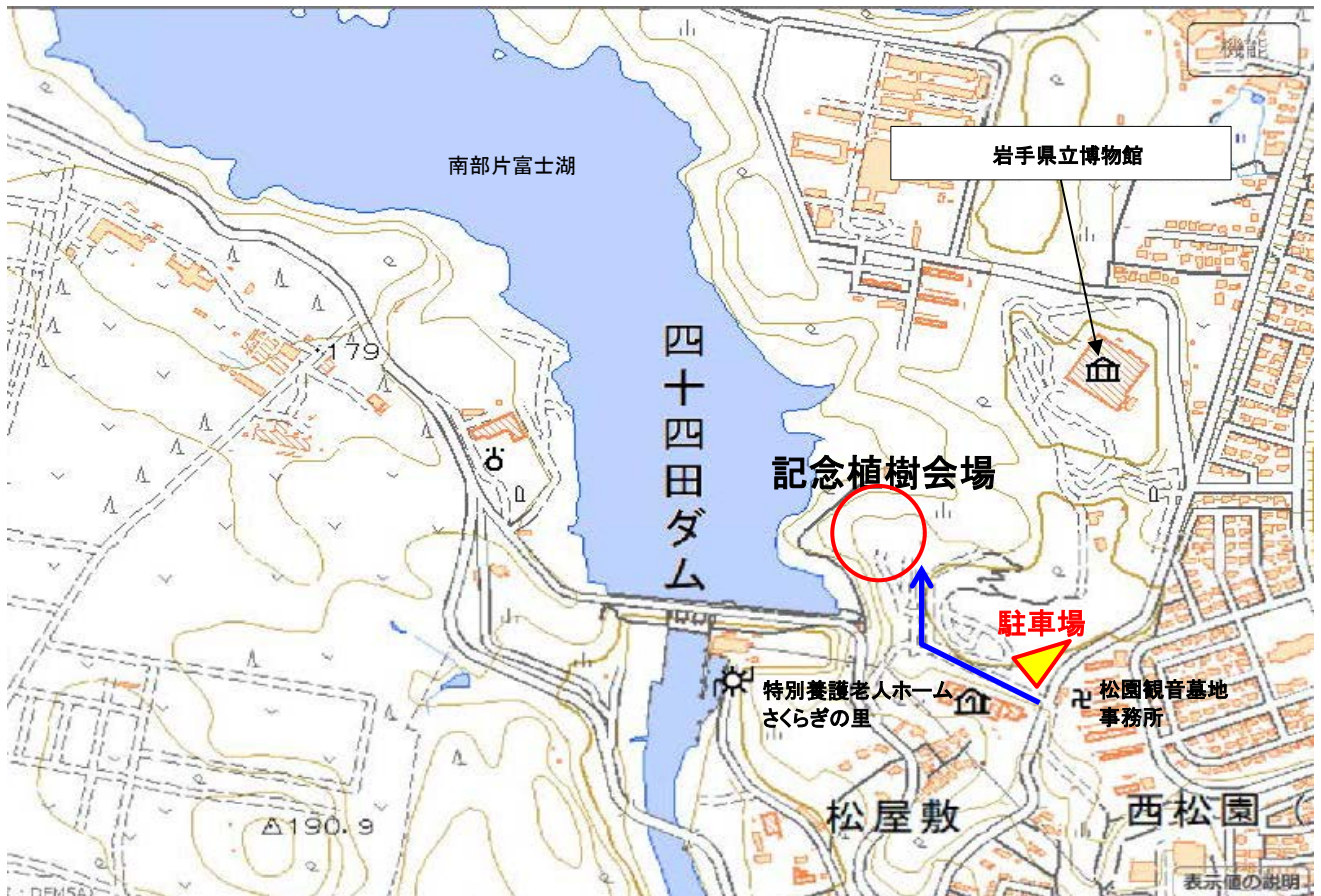 機能
岩手県立博物館
南部片富士湖
179
四十四田ダム
記念植樹会場
駐車場
特別養護老人ホーム
さくらぎの里
松園観音墓地
事務所
松屋敷
西松園（
190.9
表示値の説明